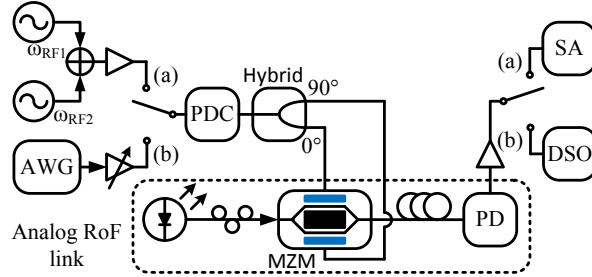 ωRF1
(a)
SA
(a)
Hybrid
90°
PDC
ωRF2
0°
(b)
(b)
AWG
DSO
PD
Analog RoF
link
MZM